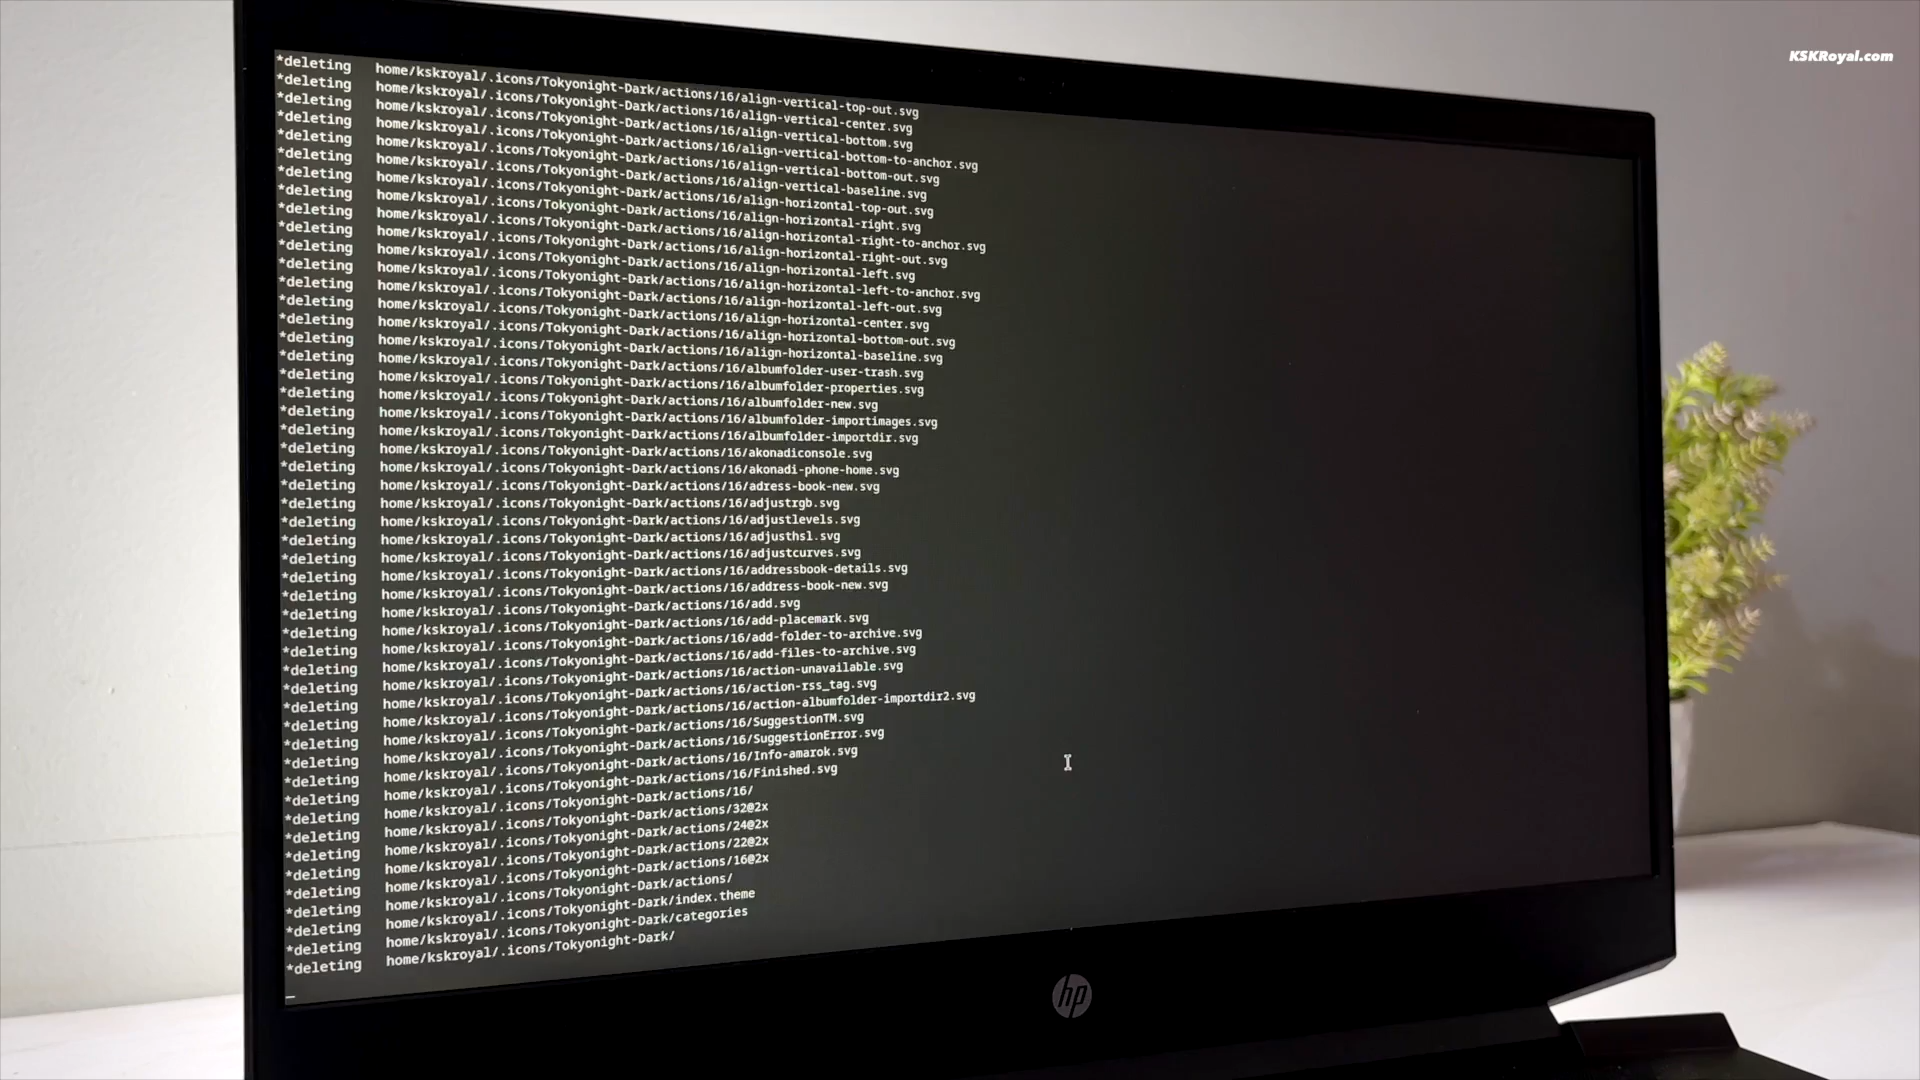 KSKRoyal.com
*deleting home/kskroyal/.icons/Tokyonight-Dark/actions/16/align-vertical-top-out.svg
*deleting home/kskroyal/.icons/Tokyonight-Dark/actions/16/align-vertical-center.svg
*deleting home/kskroyal/.icons/Tokyonight-Dark/actions/16/align-vertical-bottom.svg
*deleting home/kskroyal/.icons/Tokyonight-Dark/actions/16/align-vertical-bottom-to-anchor.svg
*deleting home/kskroyal/.icons/Tokyonight-Dark/actions/16/align-vertical-bottom-out.svg
*deleting home/kskroyal/.icons/Tokyonight-Dark/actions/16/align-vertical-baseline.svg
*deleting home/kskroyal/.icons/Tokyonight-Dark/actions/16/align-horizontal-top-out.svg
*deleting home/kskroyal/.icons/Tokyonight-Dark/actions/16/align-horizontal-right.svg
*deleting home/kskroyal/.icons/Tokyonight-Dark/actions/16/align-horizontal-right-to-anchor.svg
*deleting home/kskroyal/.icons/Tokyonight-Dark/actions/16/align-horizontal-right-out.svg
*deleting home/kskroyal/.icons/Tokyonight-Dark/actions/16/align-horizontal-left.svg
*deleting home/kskroyal/.icons/Tokyonight-Dark/actions/16/align-horizontal-left-to-anchor.svg
*deleting home/kskroyal/.icons/Tokyonight-Dark/actions/16/align-horizontal-left-out.svg
*deleting home/kskroyal/.icons/Tokyonight-Dark/actions/16/align-horizontal-center.svg
*deleting home/kskroyal/.icons/Tokyonight-Dark/actions/16/align-horizontal-bottom-out.svg
*deleting home/kskroyal/.icons/Tokyonight-Dark/actions/16/align-horizontal-baseline.svg
*deleting home/kskroyal/.icons/Tokyonight-Dark/actions/16/albumfolder-user-trash.svg
*deleting home/kskroyal/.icons/Tokyonight-Dark/actions/16/albumfolder-properties.svg
*deleting home/kskroyal/.icons/Tokyonight-Dark/actions/16/albumfolder-new.svg
*deleting home/kskroyal/.icons/Tokyonight-Dark/actions/16/albumfolder-importimages.svg
*deleting home/kskroyal/.icons/Tokyonight-Dark/actions/16/albumfolder-importdir.svg
*deleting home/kskroyal/.icons/Tokyonight-Dark/actions/16/akonadiconsole.svg
*deleting home/kskroyal/.icons/Tokyonight-Dark/actions/16/akonadi-phone-home.svg
*deleting home/kskroyal/.icons/Tokyonight-Dark/actions/16/adress-book-new.svg
*deleting home/kskroyal/.icons/Tokyonight-Dark/actions/16/adjustrgb.svg
*deleting home/kskroyal/.icons/Tokyonight-Dark/actions/16/adjustlevels.svg
*deleting home/kskroyal/.icons/Tokyonight-Dark/actions/16/adjusthsl.svg
*deleting home/kskroyal/.icons/Tokyonight-Dark/actions/16/adjustcurves.svg
*deleting home/kskroyal/.icons/Tokyonight-Dark/actions/16/addressbook-details.svg
*deleting home/kskroyal/.icons/Tokyonight-Dark/actions/16/address-book-new.svg
*deleting home/kskroyal/.icons/Tokyonight-Dark/actions/16/add.svg
*deleting home/kskroyal/.icons/Tokyonight-Dark/actions/16/add-placemark.svg
*deleting home/kskroyal/.icons/Tokyonight-Dark/actions/16/add-folder-to-archive.svg
*deleting home/kskroyal/.icons/Tokyonight-Dark/actions/16/add-files-to-archive.svg
*deleting home/kskroyal/.icons/Tokyonight-Dark/actions/16/action-unavailable.svg
*deleting home/kskroyal/.icons/Tokyonight-Dark/actions/16/action-rss_tag.svg
*deleting home/kskroyal/.icons/Tokyonight-Dark/actions/16/action-albumfolder-importdir2.svg
*deleting home/kskroyal/.icons/Tokyonight-Dark/actions/16/SuggestionTM.svg
*deleting home/kskroyal/.icons/Tokyonight-Dark/actions/16/SuggestionError.svg
*deleting home/kskroyal/.icons/Tokyonight-Dark/actions/16/Info-amarok.svg
*deleting home/kskroyal/.icons/Tokyonight-Dark/actions/16/Finished.svg
*deleting home/kskroyal/.icons/Tokyonight-Dark/actions/16/
*deleting home/kskroyal/.icons/Tokyonight-Dark/actions/32@2x
*deleting home/kskroyal/.icons/Tokyonight-Dark/actions/24@2x
*deleting home/kskroyal/.icons/Tokyonight-Dark/actions/22@2x
*deleting home/kskroyal/.icons/Tokyonight-Dark/actions/16@2x
*deleting home/kskroyal/.icons/Tokyonight-Dark/actions/
*deleting home/kskroyal/.icons/Tokyonight-Dark/index.theme
*deleting home/kskroyal/.icons/Tokyonight-Dark/categories
*deleting home/kskroyal/.icons/Tokyonight-Dark/
hp